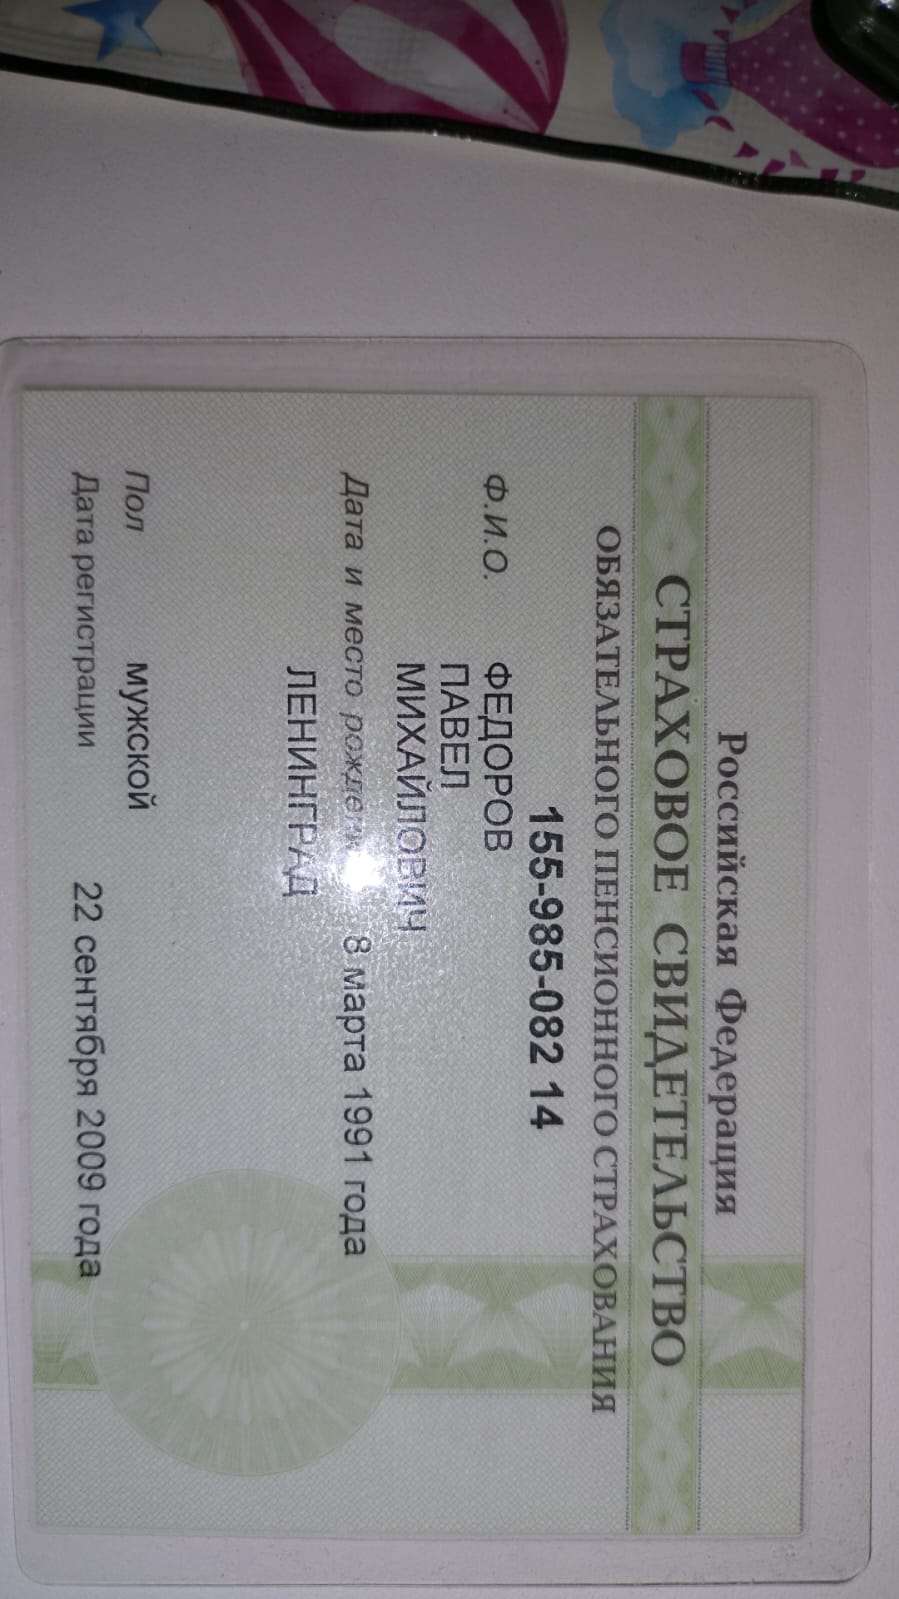 Российская Федерация
СТРАХОВОЕ СВИДЕТЕЛЬСТВО
ОБЯЗАТЕЛЬНОГО ПЕНСИОННОГО СТРАХОВАНИЯ
155-985-082 14
Ф.И.О. ФЕДОРОВ
ПАВЕЛ
МИХАЙЛОВИЧ
Дата и место 8 марта 1991 года
ЛЕНИНГРАД
Пол мужской
Дата регистрации 22 сентября 2009 года